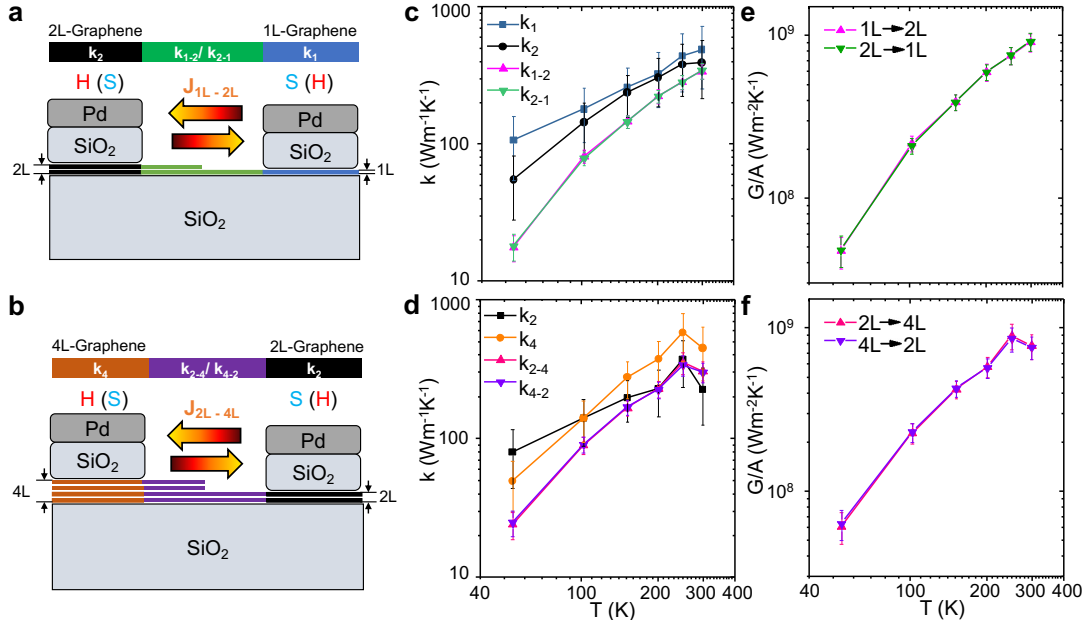 a
2L-Graphene 1L-Graphene
k2 k1-2/ k2-1 k1
H (S) J1L - 2L S (H)
Pd Pd
SiO2 SiO2
2L 1L
SiO2
b
4L-Graphene 2L-Graphene
k4 k2-4/ k4-2 k2
H (S) J2L - 4L S (H)
Pd Pd
SiO2 SiO2
4L 2L
SiO2
c
1000
100
10
k (Wm-1K-1)
k1
k2
k1-2
k2-1
d
1000
100
10
k (Wm-1K-1)
k2
k4
k2-4
k4-2
40 100 200 300 400
T (K)
e
10^9
10^8
G/A (Wm-2K-1)
1L→2L
2L→1L
f
10^9
10^8
G/A (Wm-2K-1)
2L→4L
4L→2L
40 100 200 300 400
T (K)